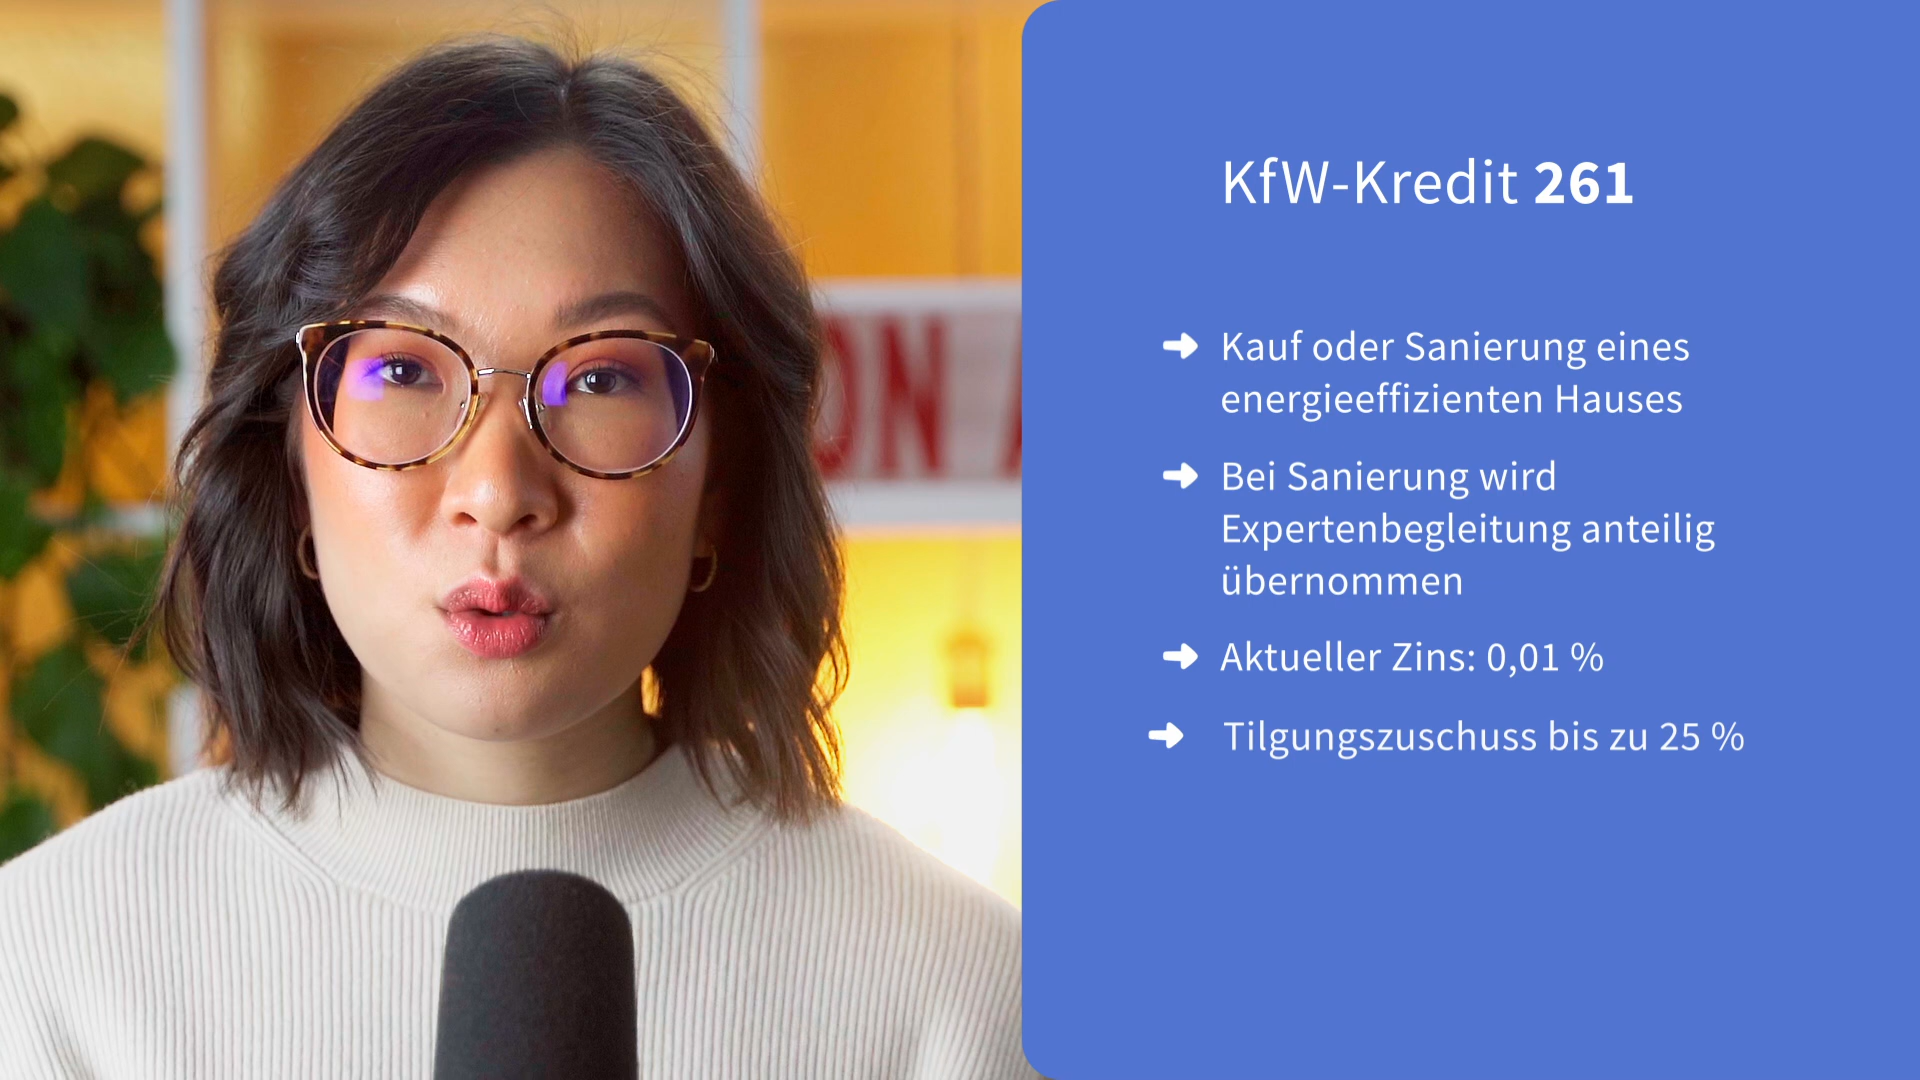 ON A
KfW-Kredit 261
Kauf oder Sanierung eines
energieeffizienten Hauses
Bei Sanierung wird
Expertenbegleitung anteilig
übernommen
Aktueller Zins: 0,01 %
Tilgungszuschuss bis zu 25 %